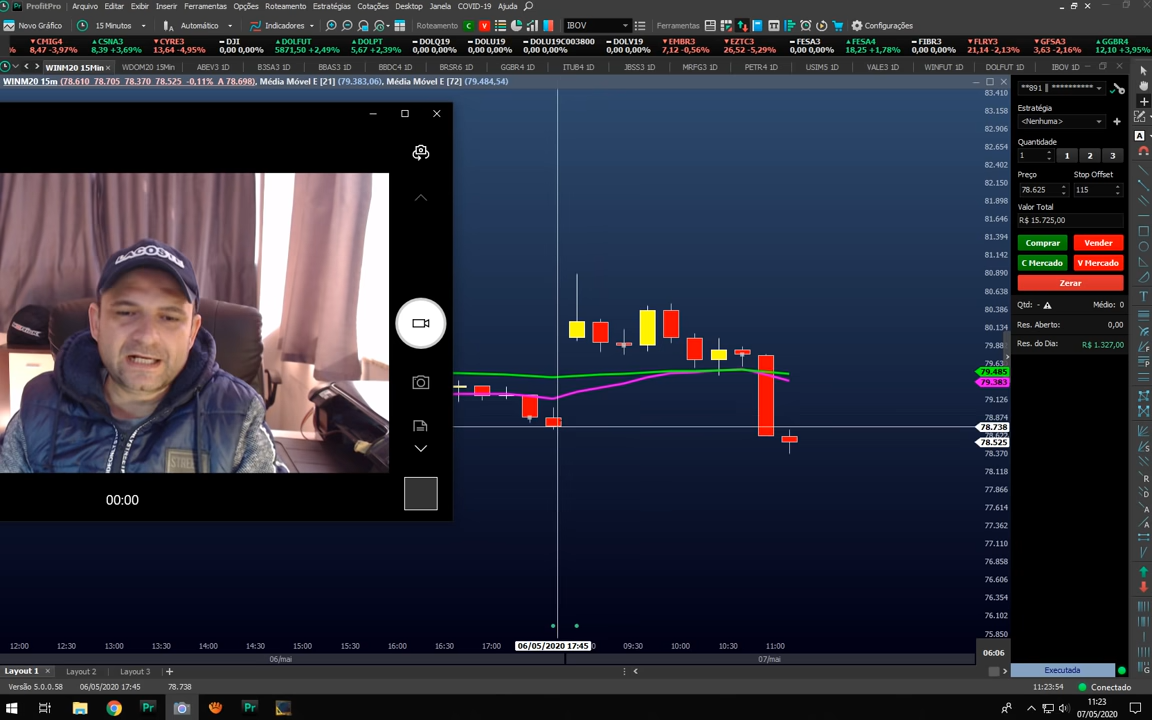 ProfitPro Arquivo Editar Exibir Inserir Ferramentas Opções Roteamento Estratégias Cotações Desktop Janela COVID-19 Ajuda
Novo Gráfico 15 Minutos Automático Indicadores Roteamento C V IBOV Ferramentas Configurações
CMIG4 CSNA3 CYRE3 DJI DOLFUT DOLPT DOLQ19 DOLU19 DOLU19C003800 DOLV19 EMBR3 EZTC3 FESA3 FESA4 FIBR3 FLRY3 GFSA3 GGBR4
8,47 -3,97% 8,39 +3,69% 13,64 -4,95% 0,00 0,00% 5871,50 +2,49% 5,67 +2,39% 0,00 0,00% 0,00 0,00% 0,00 0,00% 0,00 0,00% 7,12 -0,56% 26,52 -5,29% 0,00 0,00% 18,25 +1,78% 0,00 0,00% 21,14 -2,13% 3,63 -2,16% 12,10 +3,95%
WINM20 15Min WDOM20 15Min ABEV3 1D B3SA3 1D BBAS3 1D BBDC4 1D BRSR6 1D GGBR4 1D ITUB4 1D JBSS3 1D MRFG3 1D PETR4 1D USIM5 1D VALE3 1D WINFUT 1D DOLFUT 1D IBOV 1D
WINM20 15m (78.610 78.705 78.370 78.525 -0,11% A 78.698), Média Móvel E [21] (79.383,06), Média Móvel E [72] (79.484,54)
83.410
83.158
82.906
82.654
82.402
82.150
81.898
81.646
81.394
81.142
80.890
80.638
80.386
80.134
79.88
79.485
79.383
79.126
78.874
78.738
78.525
78.370
78.118
77.866
77.614
77.362
77.110
76.858
76.606
76.354
76.102
75.850
LACOSTE
STREET
00:00
**891 **********
Estratégia
<Nenhuma>
Quantidade
1 1 2 3
Preço Stop Offset
78.625 115
Valor Total
R$ 15.725,00
Comprar Vender
C Mercado V Mercado
Zerar
Qtd: - Médio: 0
Res. Aberto: 0,00
Res. do Dia: R$ 1.327,00
12:00 12:30 13:00 13:30 14:00 14:30 15:00 15:30 16:00 16:30 17:00 06/05/2020 17:45 09:30 10:00 10:30 11:00
06/mai 07/mai
06:06
Layout 1 Layout 2 Layout 3
Executada
Versão 5.0.0.58 06/05/2020 17:45 78.738 11:23:54 Conectado
11:23
07/05/2020